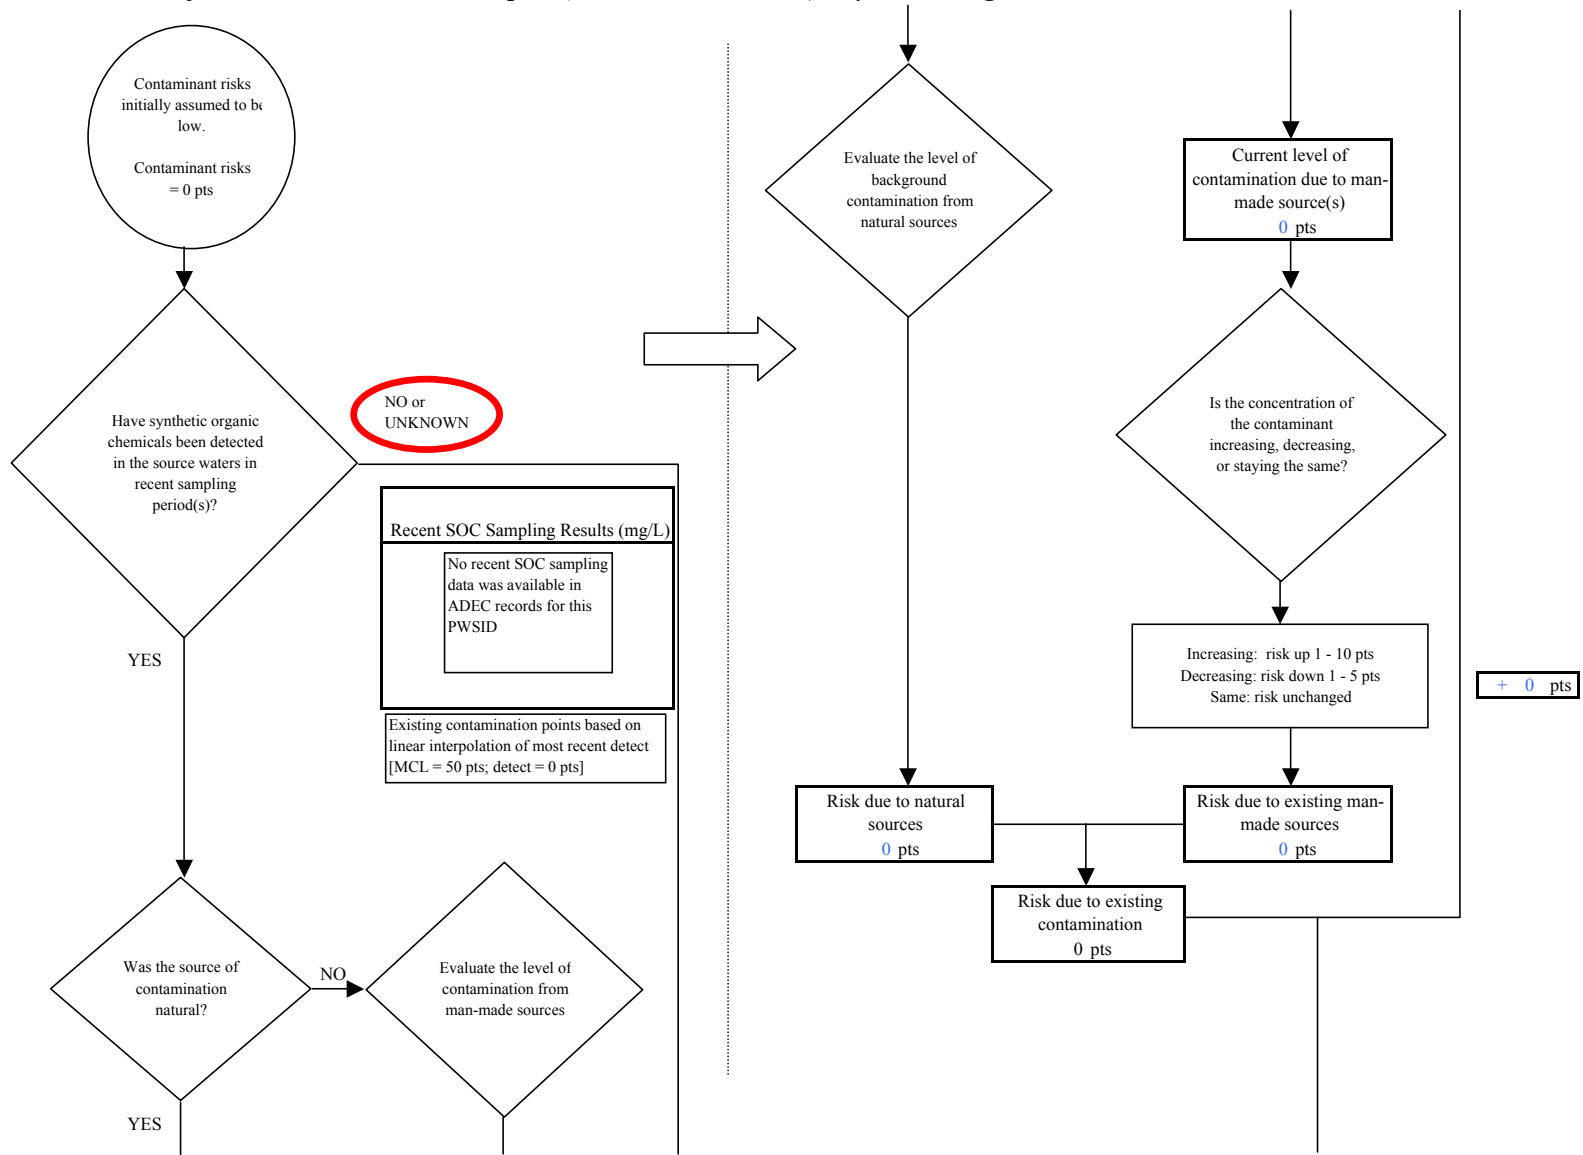 Contaminant risks
initially assumed to be
low.
Contaminant risks
= 0 pts
Have synthetic organic
chemicals been detected
in the source waters in
recent sampling
period(s)?
NO or
UNKNOWN
Recent SOC Sampling Results (mg/L)
No recent SOC sampling
data was available in
ADEC records for this
PWSID
Existing contamination points based on
linear interpolation of most recent detect
[MCL = 50 pts; detect = 0 pts]
YES
Was the source of
contamination
natural?
NO
Evaluate the level of
contamination from
man-made sources
YES
Evaluate the level of
background
contamination from
natural sources
Current level of
contamination due to man-
made source(s)
0 pts
Is the concentration of
the contaminant
increasing, decreasing,
or staying the same?
Increasing: risk up 1 - 10 pts
Decreasing: risk down 1 - 5 pts
Same: risk unchanged
+ 0 pts
Risk due to natural
sources
0 pts
Risk due to existing man-
made sources
0 pts
Risk due to existing
contamination
0 pts